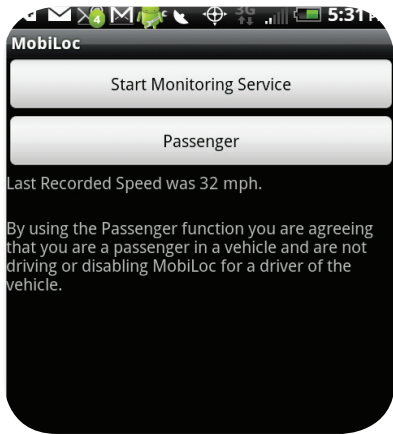 4
3G
5:31
MobiLoc
Start Monitoring Service
Passenger
Last Recorded Speed was 32 mph.
By using the Passenger function you are agreeing
that you are a passenger in a vehicle and are not
driving or disabling MobiLoc for a driver of the
vehicle.